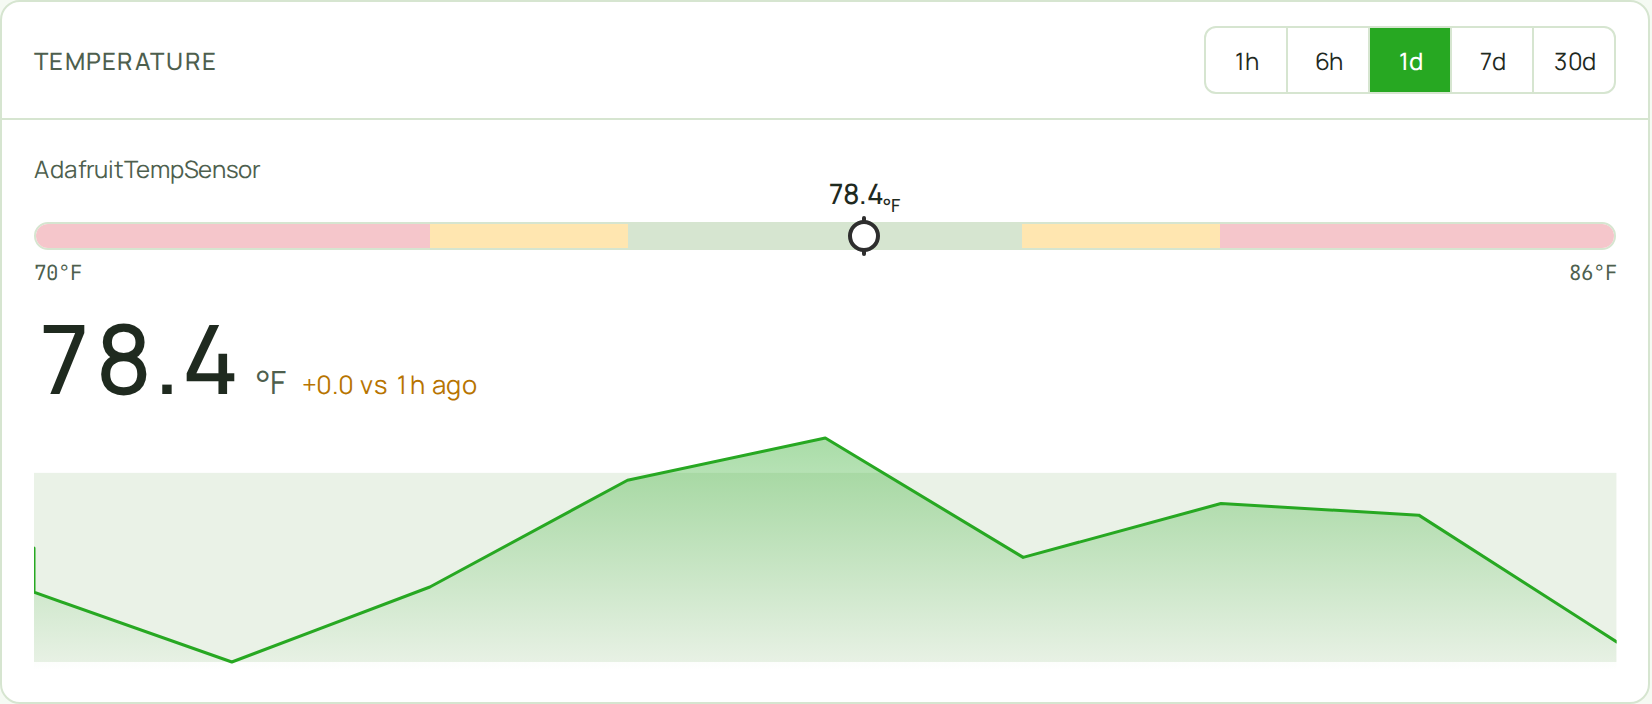 TEMPERATURE
1h 6h 1d 7d 30d
AdafruitTempSensor
78.4°F
70°F 86°F
78.4 °F +0.0 vs 1h ago